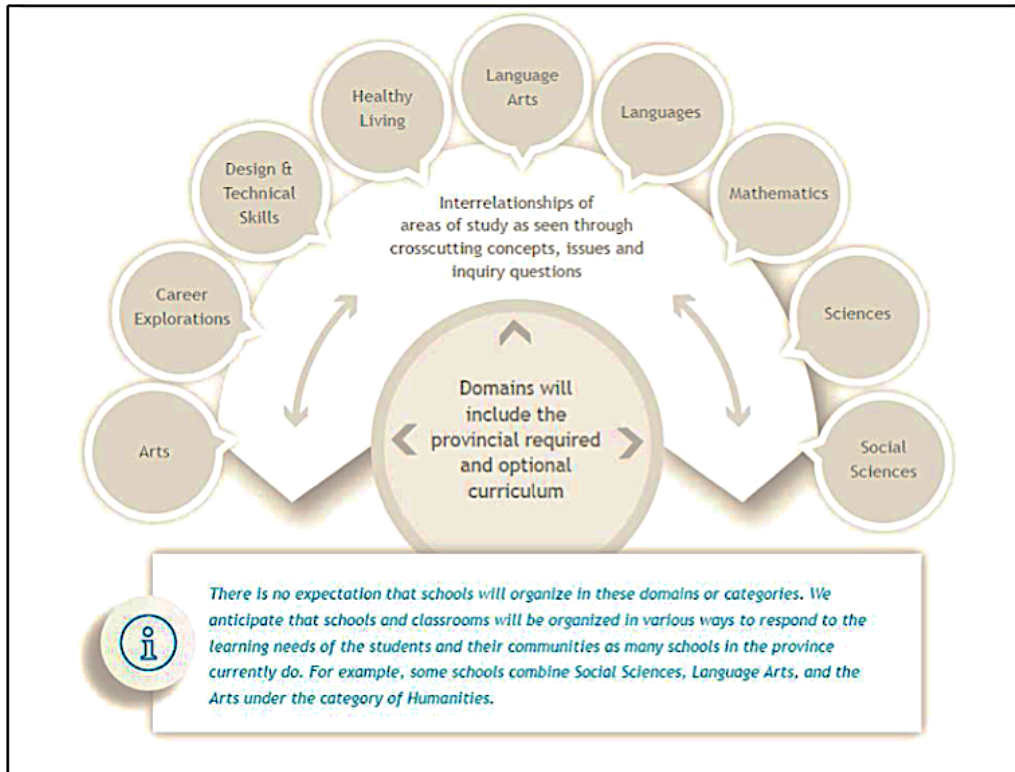 Language
Arts
Healthy
Living
Languages
Design &
Technical
Skills
Mathematics
Interrelationships of
areas of study as seen through
crosscutting concepts, issues and
inquiry questions
Career
Explorations
Sciences
Domains will
include the
provincial required
and optional
curriculum
Arts
Social
Sciences
There is no expectation that schools will organize in these domains or categories. We
anticipate that schools and classrooms will be organized in various ways to respond to the
learning needs of the students and their communities as many schools in the province
currently do. For example, some schools combine Social Sciences, Language Arts, and the
Arts under the category of Humanities.